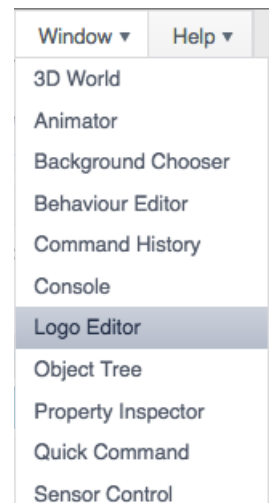 Window ▾ Help ▾
3D World
Animator
Background Chooser
Behaviour Editor
Command History
Console
Logo Editor
Object Tree
Property Inspector
Quick Command
Sensor Control